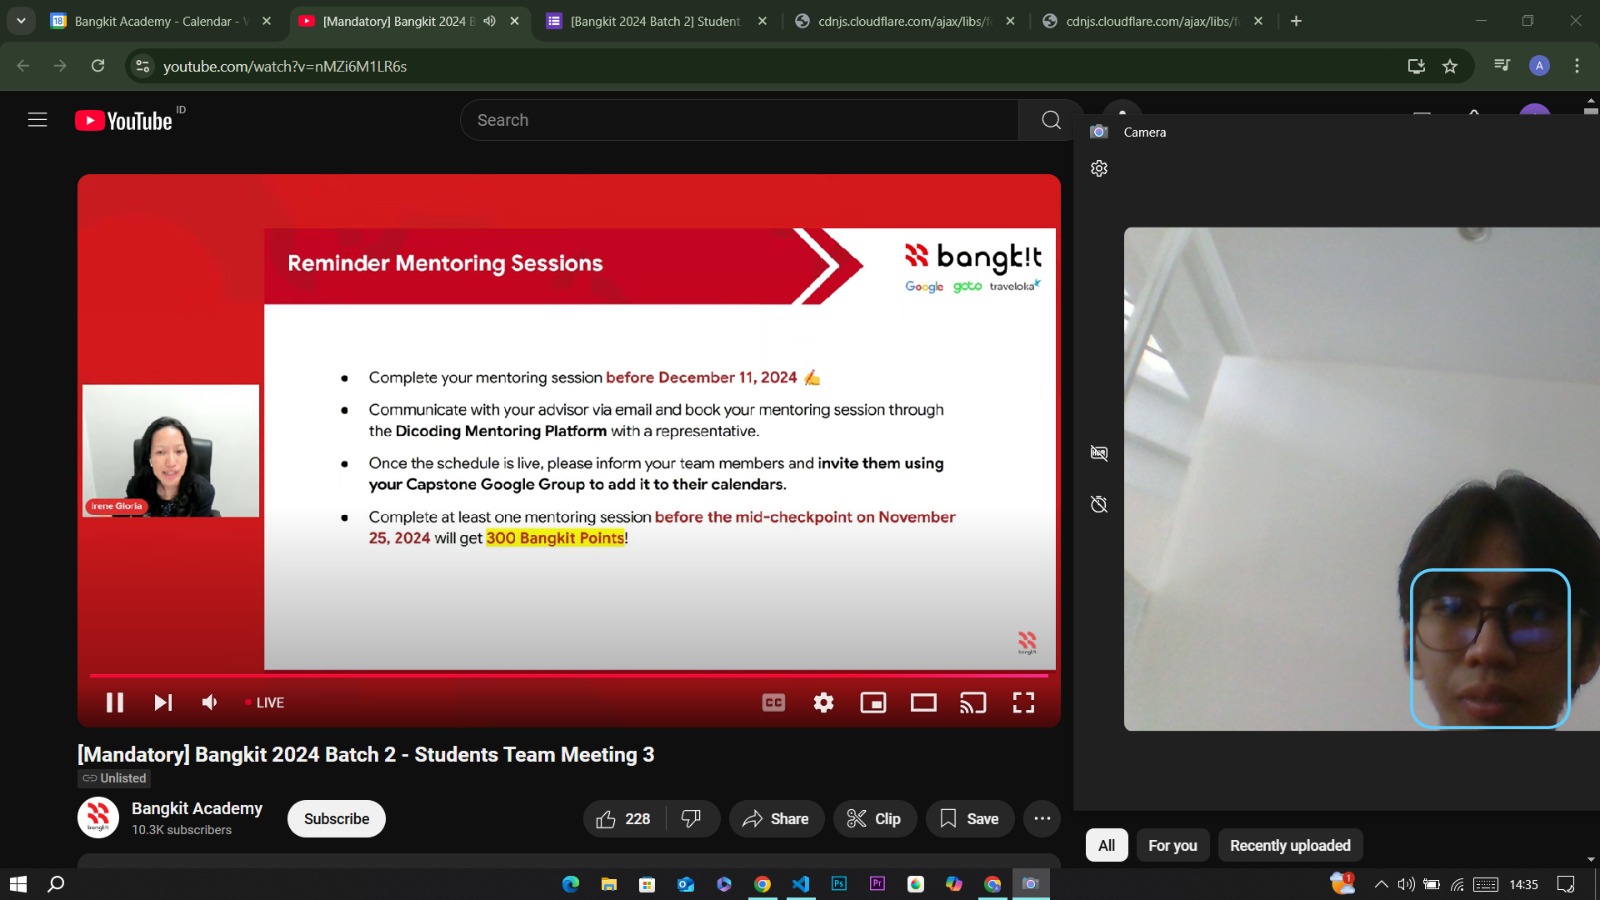 Bangkit Academy - Calendar -
[Mandatory] Bangkit 2024 B
[Bangkit 2024 Batch 2] Student
cdnjs.cloudflare.com/ajax/libs/f
cdnjs.cloudflare.com/ajax/libs/f
youtube.com/watch?v=nMZi6M1LR6s
A
YouTube ID
Search
Camera
Reminder Mentoring Sessions
bangk!t
Google goto traveloka
Complete your mentoring session before December 11, 2024 ✍️
Communicate with your advisor via email and book your mentoring session through
the Dicoding Mentoring Platform with a representative.
Once the schedule is live, please inform your team members and invite them using
your Capstone Google Group to add it to their calendars.
Complete at least one mentoring session before the mid-checkpoint on November
25, 2024 will get 300 Bangkit Points!
Irene Gloria
bangk!t
LIVE
CC
[Mandatory] Bangkit 2024 Batch 2 - Students Team Meeting 3
Unlisted
bangk!t
Bangkit Academy
10.3K subscribers
Subscribe
228
Share
Clip
Save
All
For you
Recently uploaded
Ps
Pr
1
14:35